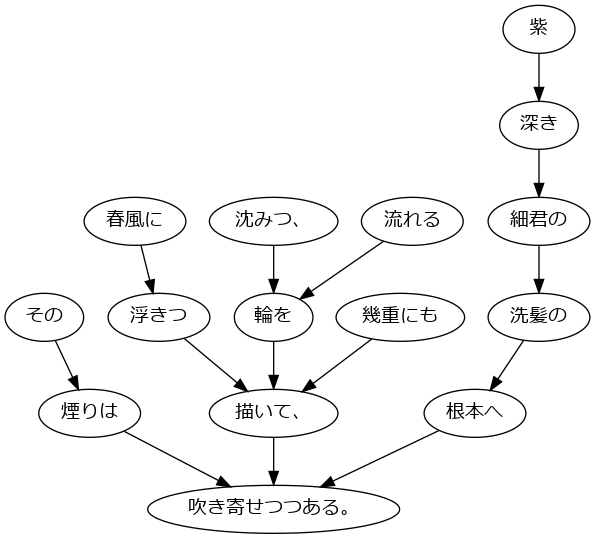 紫
深き
春風に
沈みつ、
流れる
細君の
その
浮きつ
輪を
幾重にも
洗髪の
煙りは
描いて、
根本へ
吹き寄せつつある。